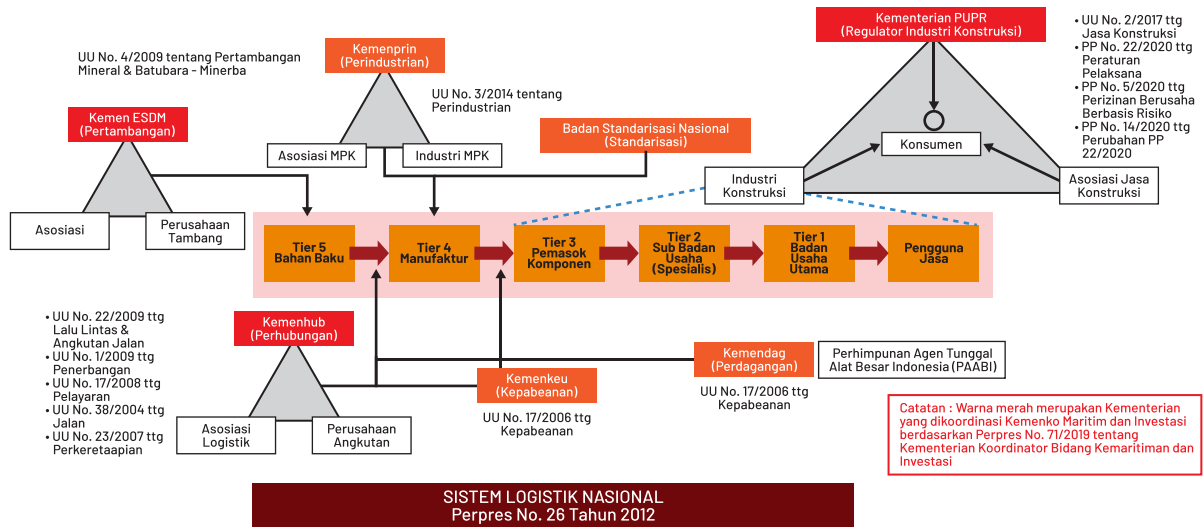 Kementerian PUPR
(Regulator Industri Konstruksi)
• UU No. 2/2017 ttg
Jasa Konstruksi
• PP No. 22/2020 ttg
Peraturan
Pelaksana
• PP No. 5/2020 ttg
Perizinan Berusaha
Berbasis Risiko
• PP No. 14/2020 ttg
Perubahan PP
22/2020
Konsumen
Industri
Konstruksi
Asosiasi Jasa
Konstruksi
Kemenprin
(Perindustrian)
UU No. 3/2014 tentang
Perindustrian
Asosiasi MPK
Industri MPK
Badan Standarisasi Nasional
(Standarisasi)
UU No. 4/2009 tentang Pertambangan
Mineral & Batubara - Minerba
Kemen ESDM
(Pertambangan)
Asosiasi
Perusahaan
Tambang
Tier 5
Bahan Baku
Tier 4
Manufaktur
Tier 3
Pemasok
Komponen
Tier 2
Sub Badan
Usaha
(Spesialis)
Tier 1
Badan
Usaha
Utama
Pengguna
Jasa
• UU No. 22/2009 ttg
Lalu Lintas &
Angkutan Jalan
• UU No. 1/2009 ttg
Penerbangan
• UU No. 17/2008 ttg
Pelayaran
• UU No. 38/2004 ttg
Jalan
• UU No. 23/2007 ttg
Perkeretaapian
Kemenhub
(Perhubungan)
Asosiasi
Logistik
Perusahaan
Angkutan
Kemenkeu
(Kepabeanan)
UU No. 17/2006 ttg
Kepabeanan
Kemendag
(Perdagangan)
UU No. 17/2006 ttg
Kepabeanan
Perhimpunan Agen Tunggal
Alat Besar Indonesia (PAABI)
Catatan : Warna merah merupakan Kementerian
yang dikoordinasi Kemenko Maritim dan Investasi
berdasarkan Perpres No. 71/2019 tentang
Kementerian Koordinator Bidang Kemaritiman dan
Investasi
SISTEM LOGISTIK NASIONAL
Perpres No. 26 Tahun 2012